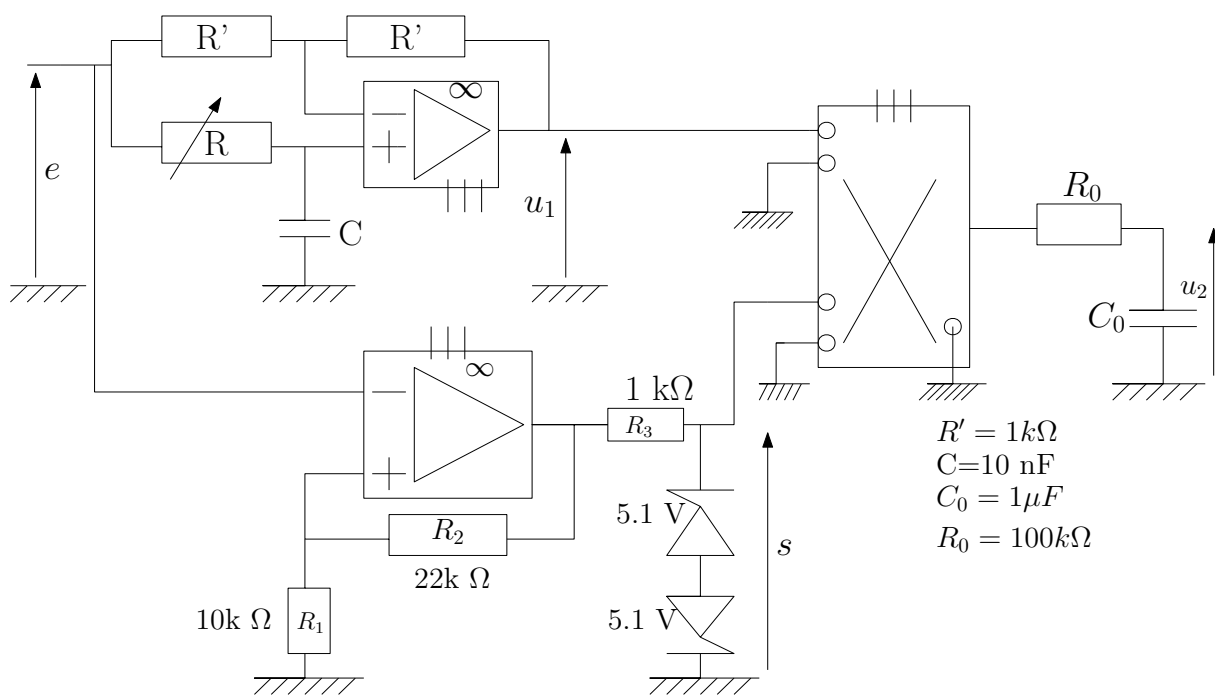 R' R'
∞
R
e
u₁
C
R₀
C₀
u₂
∞
1 kΩ
R₃
R₂
22k Ω
10k Ω
R₁
5.1 V
5.1 V
s
R' = 1kΩ
C=10 nF
C₀ = 1μF
R₀ = 100kΩ